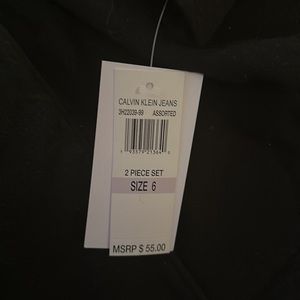 CALVIN KLEIN JEANS
3H22039-99 ASSORTED
2 PIECE SET
SIZE 6
MSRP $ 55.00